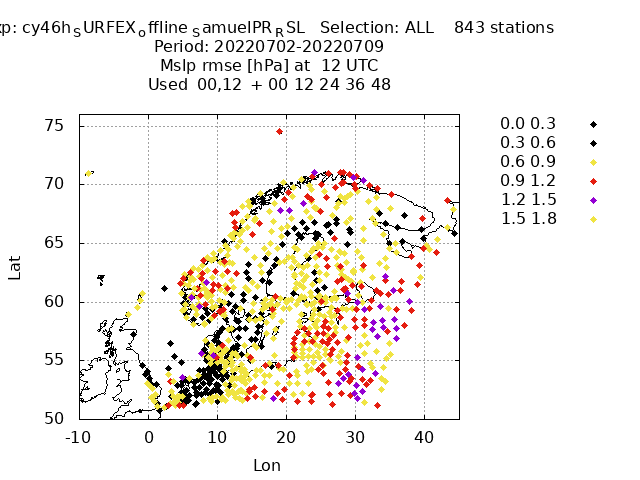 xp: cy46hSURFEXoffline SamuelPRRSL Selection: ALL 843 stations
Period: 20220702-20220709
Mslp rmse [hPa] at 12 UTC
Used 00,12 + 00 12 24 36 48
0.0 0.3
0.3 0.6
0.6 0.9
0.9 1.2
1.2 1.5
1.5 1.8
75
70
65
60
55
50
Lat
-10 0 10 20 30 40
Lon